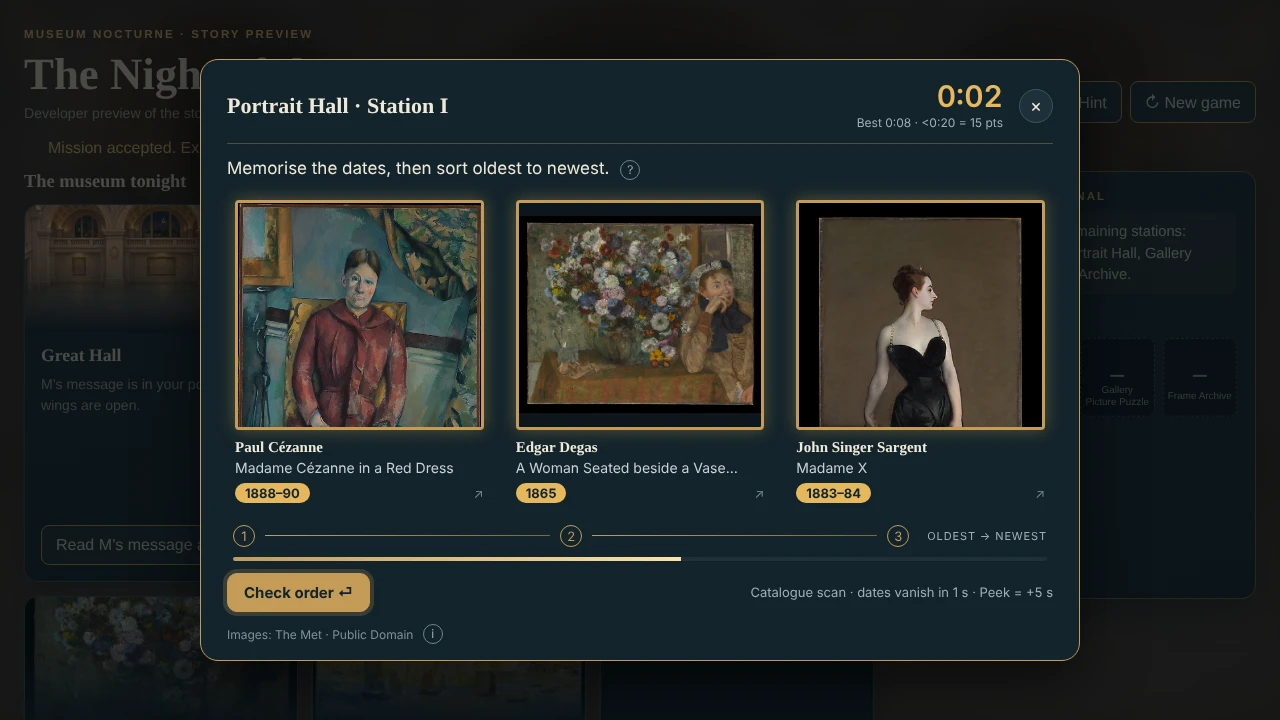 MUSEUM NOCTURNE · STORY PREVIEW
The Nigh
Developer preview of the sto
Mission accepted. Ex
The museum tonight
Great Hall
M's message is in your po
wings are open.
Read M's message a
Hint
↻ New game
NAL
maining stations:
rtrait Hall, Gallery
Archive.
Gallery
Picture Puzzle
Frame Archive
Portrait Hall · Station I
0:02
Best 0:08 · <0:20 = 15 pts
×
Memorise the dates, then sort oldest to newest. ?
Paul Cézanne
Madame Cézanne in a Red Dress
1888–90 ↗
Edgar Degas
A Woman Seated beside a Vase...
1865 ↗
John Singer Sargent
Madame X
1883–84 ↗
1 2 3 OLDEST → NEWEST
Check order ⏎
Catalogue scan · dates vanish in 1 s · Peek = +5 s
Images: The Met · Public Domain i